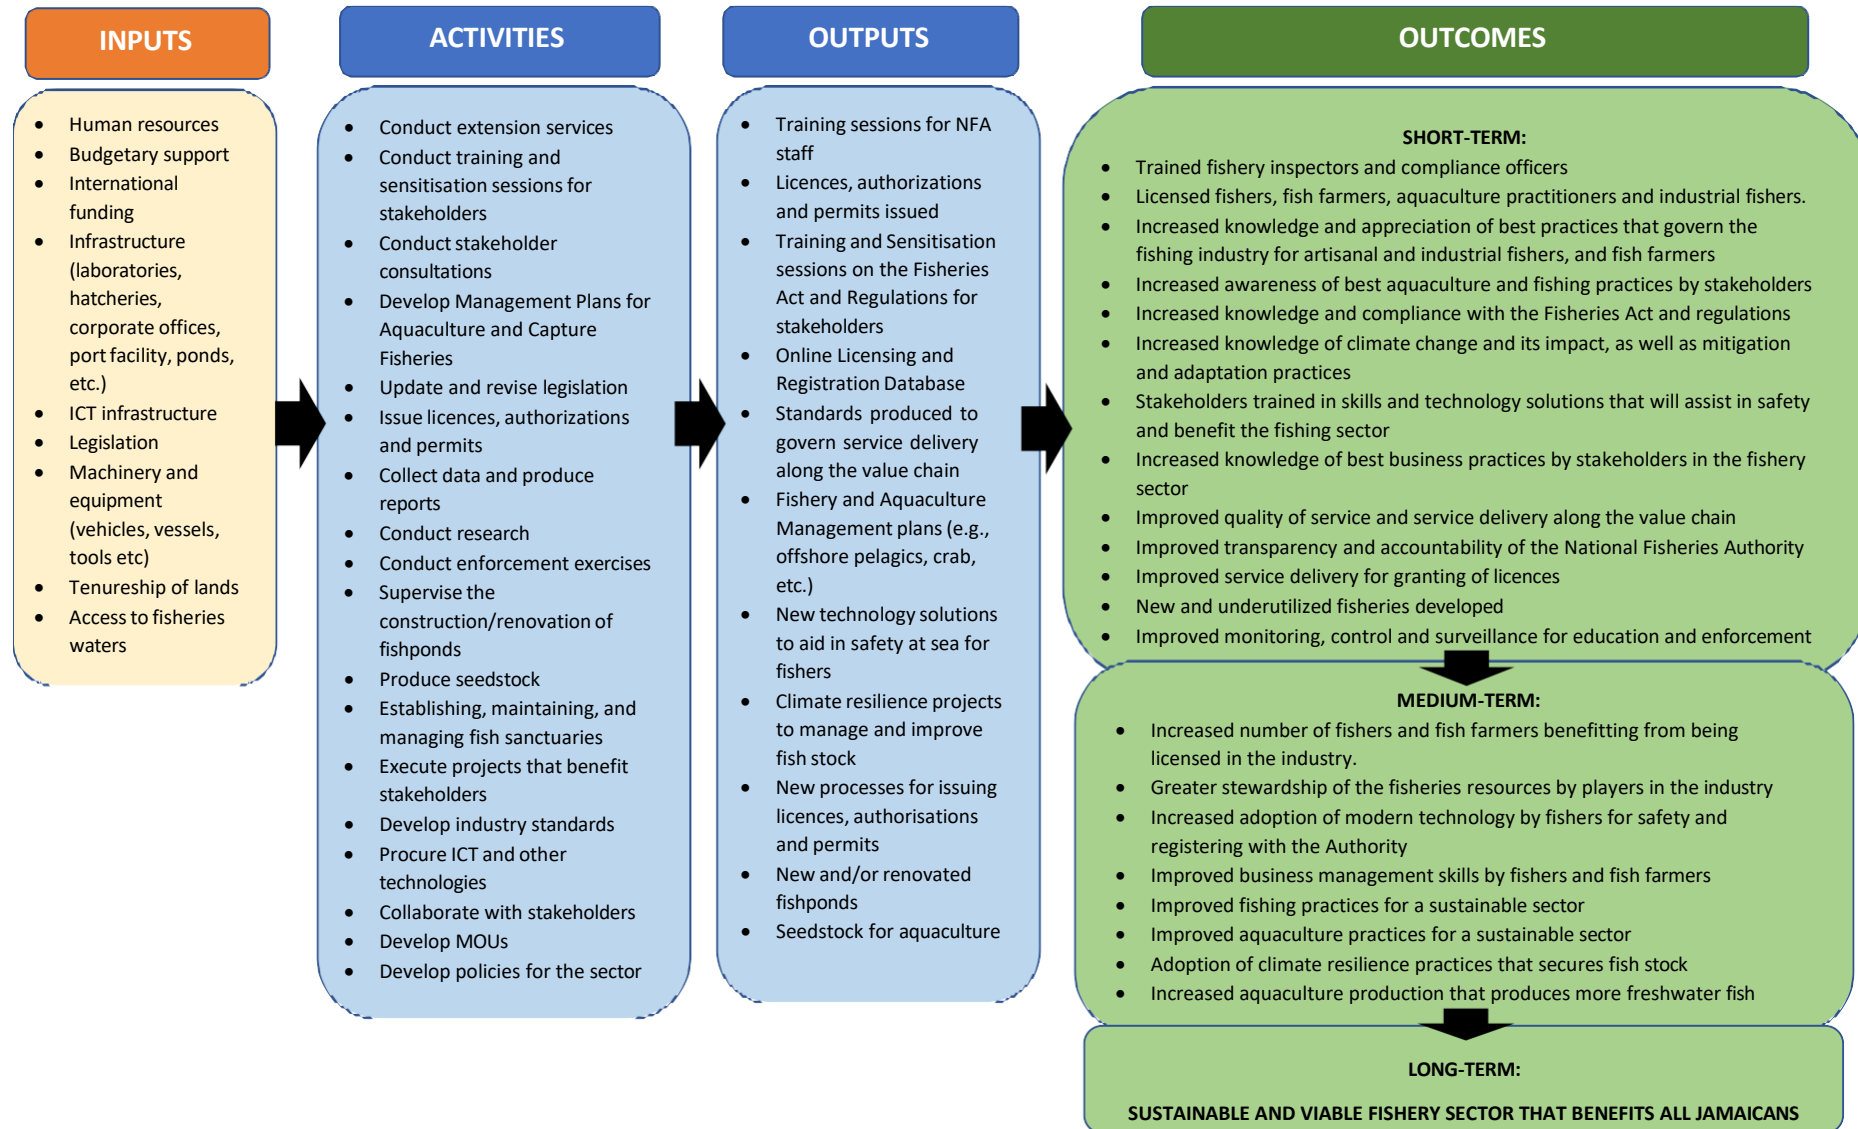 INPUTS
Human resources
Budgetary support
International
funding
Infrastructure
(laboratories,
hatcheries,
corporate offices,
port facility, ponds,
etc.)
ICT infrastructure
Legislation
Machinery and
equipment
(vehicles, vessels,
tools etc)
Tenureship of lands
Access to fisheries
waters
ACTIVITIES
Conduct extension services
Conduct training and
sensitisation sessions for
stakeholders
Conduct stakeholder
consultations
Develop Management Plans for
Aquaculture and Capture
Fisheries
Update and revise legislation
Issue licences, authorizations
and permits
Collect data and produce
reports
Conduct research
Conduct enforcement exercises
Supervise the
construction/renovation of
fishponds
Produce seedstock
Establishing, maintaining, and
managing fish sanctuaries
Execute projects that benefit
stakeholders
Develop industry standards
Procure ICT and other
technologies
Collaborate with stakeholders
Develop MOUs
Develop policies for the sector
OUTPUTS
Training sessions for NFA
staff
Licences, authorizations
and permits issued
Training and Sensitisation
sessions on the Fisheries
Act and Regulations for
stakeholders
Online Licensing and
Registration Database
Standards produced to
govern service delivery
along the value chain
Fishery and Aquaculture
Management plans (e.g.,
offshore pelagics, crab,
etc.)
New technology solutions
to aid in safety at sea for
fishers
Climate resilience projects
to manage and improve
fish stock
New processes for issuing
licences, authorisations
and permits
New and/or renovated
fishponds
Seedstock for aquaculture
OUTCOMES
SHORT-TERM:
Trained fishery inspectors and compliance officers
Licensed fishers, fish farmers, aquaculture practitioners and industrial fishers.
Increased knowledge and appreciation of best practices that govern the
fishing industry for artisanal and industrial fishers, and fish farmers
Increased awareness of best aquaculture and fishing practices by stakeholders
Increased knowledge and compliance with the Fisheries Act and regulations
Increased knowledge of climate change and its impact, as well as mitigation
and adaptation practices
Stakeholders trained in skills and technology solutions that will assist in safety
and benefit the fishing sector
Increased knowledge of best business practices by stakeholders in the fishery
sector
Improved quality of service and service delivery along the value chain
Improved transparency and accountability of the National Fisheries Authority
Improved service delivery for granting of licences
New and underutilized fisheries developed
Improved monitoring, control and surveillance for education and enforcement
MEDIUM-TERM:
Increased number of fishers and fish farmers benefitting from being
licensed in the industry.
Greater stewardship of the fisheries resources by players in the industry
Increased adoption of modern technology by fishers for safety and
registering with the Authority
Improved business management skills by fishers and fish farmers
Improved fishing practices for a sustainable sector
Improved aquaculture practices for a sustainable sector
Adoption of climate resilience practices that secures fish stock
Increased aquaculture production that produces more freshwater fish
LONG-TERM:
SUSTAINABLE AND VIABLE FISHERY SECTOR THAT BENEFITS ALL JAMAICANS